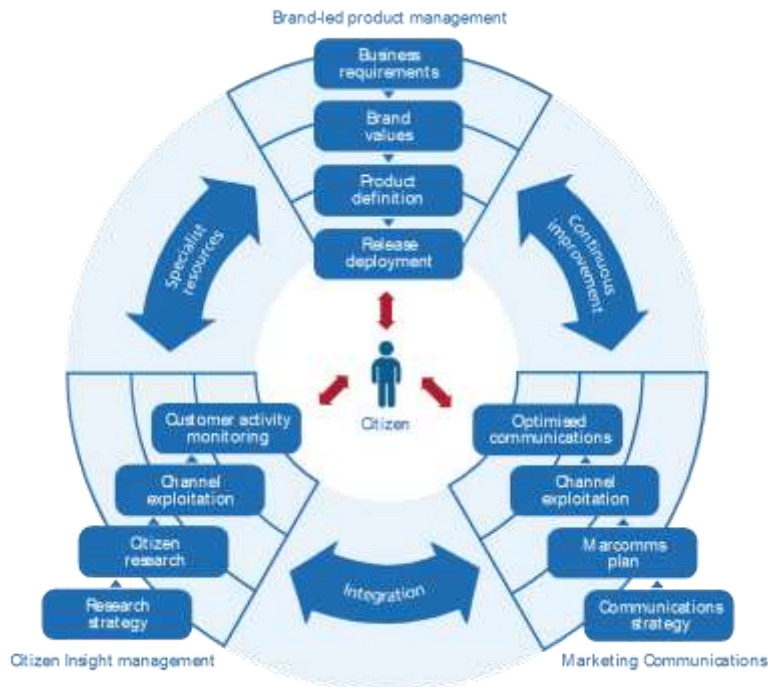 Brand-led product management
Business
requirements
Brand
values
Product
definition
Release
deployment
Specialist
resources
Continuous
improvement
Citizen
Customer activity
monitoring
Channel
exploitation
Citizen
research
Research
strategy
Optimised
communications
Channel
exploitation
Marcomms
plan
Communications
strategy
Integration
Citizen Insight management
Marketing Communications